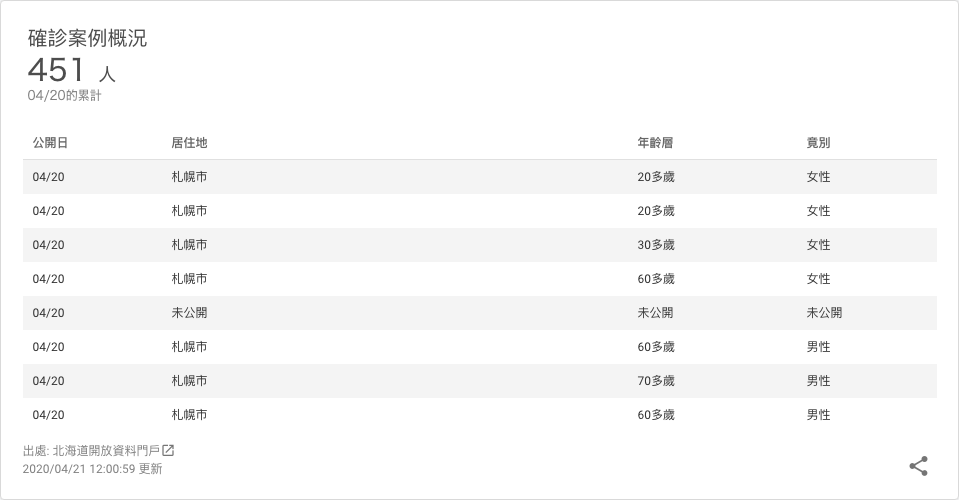 確診案例概況
451 人
04/20的累計
公開日 居住地 年齡層 竟別
04/20 札幌市 20多歲 女性
04/20 札幌市 20多歲 女性
04/20 札幌市 30多歲 女性
04/20 札幌市 60多歲 女性
04/20 未公開 未公開 未公開
04/20 札幌市 60多歲 男性
04/20 札幌市 70多歲 男性
04/20 札幌市 60多歲 男性
出處: 北海道開放資料門戶
2020/04/21 12:00:59 更新